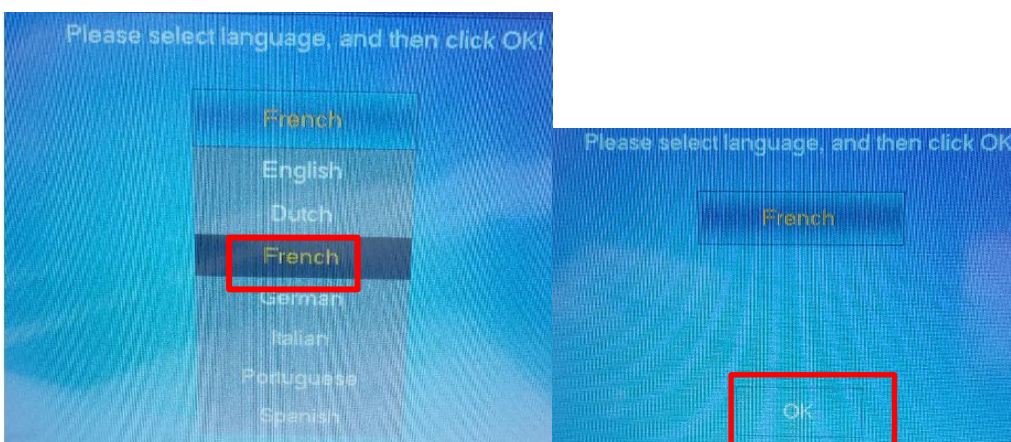 Please select language, and then click OK!
French
English
Dutch
French
German
Italian
Portuguese
Spanish
Please select language, and then click OK
French
OK